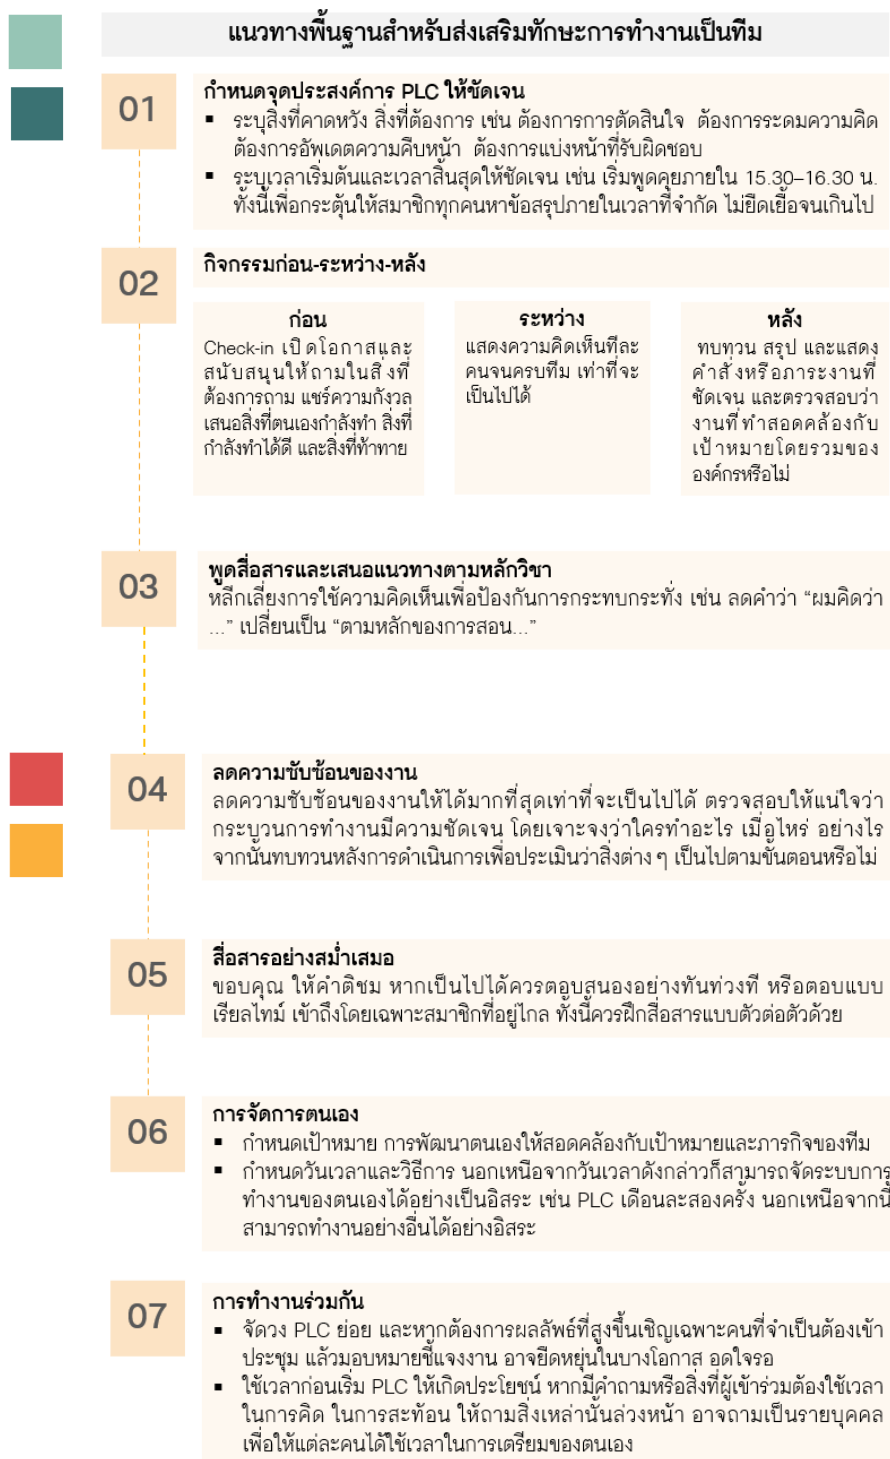 แนวทางพื้นฐานสำหรับส่งเสริมทักษะการทำงานเป็นทีม
01
กำหนดจุดประสงค์การ PLC ให้ชัดเจน
▪ ระบุสิ่งที่คาดหวัง สิ่งที่ต้องการ เช่น ต้องการการตัดสินใจ ต้องการระดมความคิด
ต้องการอัพเดตความคืบหน้า ต้องการแบ่งหน้าที่รับผิดชอบ
▪ ระบุเวลาเริ่มต้นและเวลาสิ้นสุดให้ชัดเจน เช่น เริ่มพูดคุยภายใน 15.30–16.30 น.
ทั้งนี้เพื่อกระตุ้นให้สมาชิกทุกคนหาข้อสรุปภายในเวลาที่จำกัด ไม่ยืดเยื้อจนเกินไป
02
กิจกรรมก่อน-ระหว่าง-หลัง
ก่อน
Check-in เปิดโอกาสและ
สนับสนุนให้ถามในสิ่งที่
ต้องการถาม แชร์ความกังวล
เสนอสิ่งที่ตนเองกำลังทำ สิ่งที่
กำลังทำได้ดี และสิ่งที่ท้าทาย
ระหว่าง
แสดงความคิดเห็นทีละ
คนจนครบทีม เท่าที่จะ
เป็นไปได้
หลัง
ทบทวน สรุป และแสดง
คำสั่งหรือภาระงานที่
ชัดเจน และตรวจสอบว่า
งานที่ทำสอดคล้องกับ
เป้าหมายโดยรวมของ
องค์กรหรือไม่
03
พูดสื่อสารและเสนอแนวทางตามหลักวิชา
หลีกเลี่ยงการใช้ความคิดเห็นเพื่อป้องกันการกระทบกระทั่ง เช่น ลดคำว่า “ผมคิดว่า
...” เปลี่ยนเป็น “ตามหลักของการสอน...”
04
ลดความซับซ้อนของงาน
ลดความซับซ้อนของงานให้ได้มากที่สุดเท่าที่จะเป็นไปได้ ตรวจสอบให้แน่ใจว่า
กระบวนการทำงานมีความชัดเจน โดยเจาะจงว่าใครทำอะไร เมื่อไหร่ อย่างไร
จากนั้นทบทวนหลังการดำเนินการเพื่อประเมินว่าสิ่งต่าง ๆ เป็นไปตามขั้นตอนหรือไม่
05
สื่อสารอย่างสม่ำเสมอ
ขอบคุณ ให้คำติชม หากเป็นไปได้ควรตอบสนองอย่างทันท่วงที หรือตอบแบบ
เรียลไทม์ เข้าถึงโดยเฉพาะสมาชิกที่อยู่ไกล ทั้งนี้ควรฝึกสื่อสารแบบตัวต่อตัวด้วย
06
การจัดการตนเอง
▪ กำหนดเป้าหมาย การพัฒนาตนเองให้สอดคล้องกับเป้าหมายและภารกิจของทีม
▪ กำหนดวันเวลาและวิธีการ นอกเหนือจากวันเวลาดังกล่าวก็สามารถจัดระบบการ
ทำงานของตนเองได้อย่างเป็นอิสระ เช่น PLC เดือนละสองครั้ง นอกเหนือจากนี้
สามารถทำงานอย่างอื่นได้อย่างอิสระ
07
การทำงานร่วมกัน
▪ จัดวง PLC ย่อย และหากต้องการผลลัพธ์ที่สูงขึ้นเชิญเฉพาะคนที่จำเป็นต้องเข้า
ประชุม แล้วมอบหมายชี้แจงงาน อาจยืดหยุ่นในบางโอกาส อดใจรอ
▪ ใช้เวลาก่อนเริ่ม PLC ให้เกิดประโยชน์ หากมีคำถามหรือสิ่งที่ผู้เข้าร่วมต้องใช้เวลา
ในการคิด ในการสะท้อน ให้ถามสิ่งเหล่านั้นล่วงหน้า อาจถามเป็นรายบุคคล
เพื่อให้แต่ละคนได้ใช้เวลาในการเตรียมของตนเอง